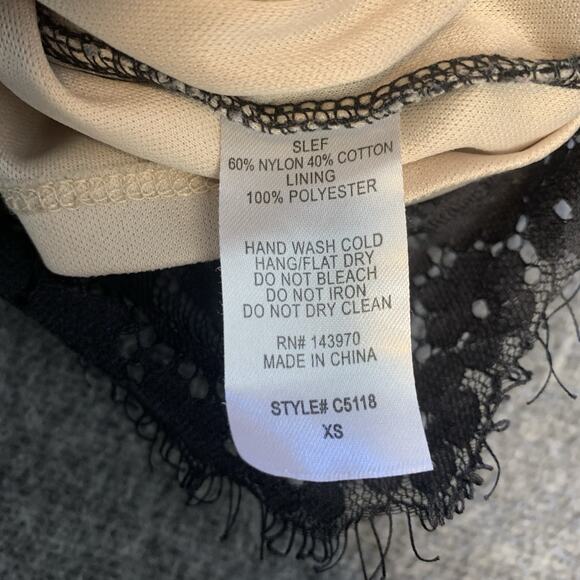 SLEF
60% NYLON 40% COTTON
LINING
100% POLYESTER
HAND WASH COLD
HANG/FLAT DRY
DO NOT BLEACH
DO NOT IRON
DO NOT DRY CLEAN
RN# 143970
MADE IN CHINA
STYLE# C5118
XS